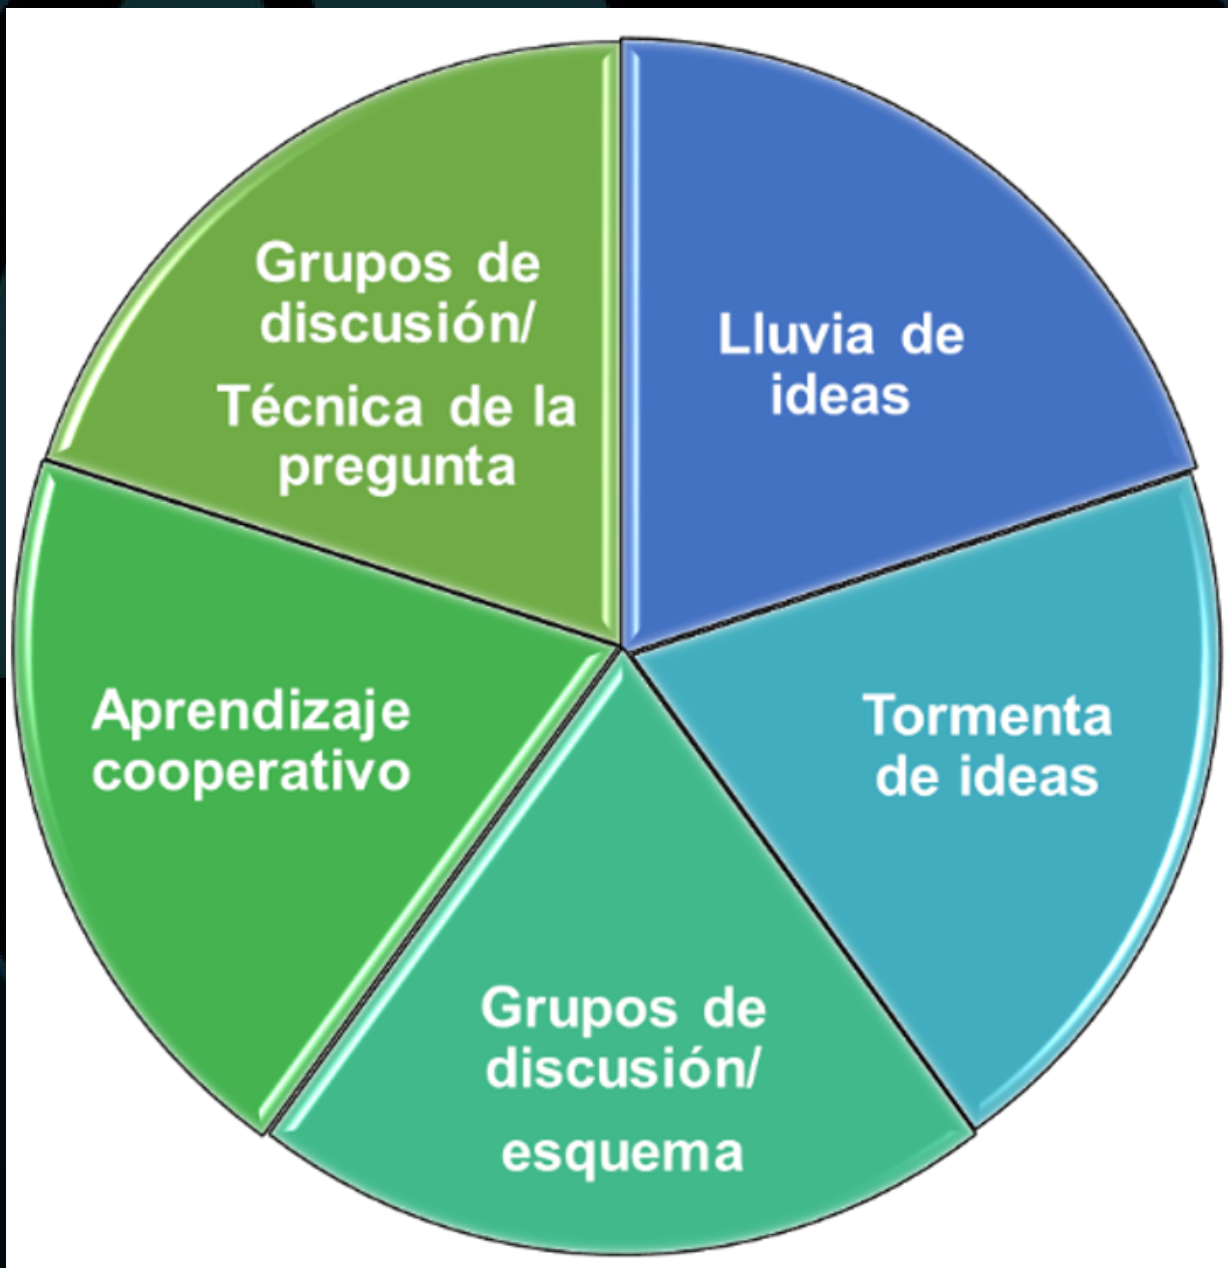 Grupos de
discusión/
Técnica de la
pregunta
Lluvia de
ideas
Aprendizaje
cooperativo
Tormenta
de ideas
Grupos de
discusión/
esquema